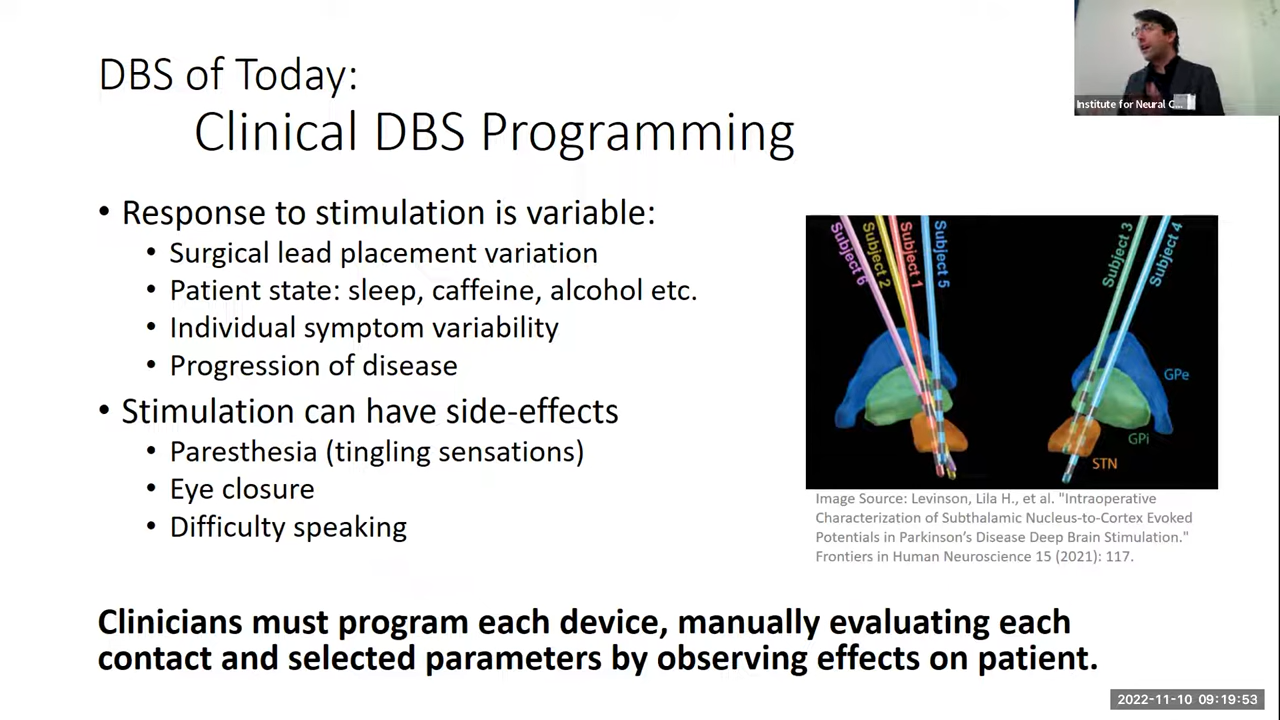 DBS of Today:
Clinical DBS Programming
• Response to stimulation is variable:
• Surgical lead placement variation
• Patient state: sleep, caffeine, alcohol etc.
• Individual symptom variability
• Progression of disease
• Stimulation can have side-effects
• Paresthesia (tingling sensations)
• Eye closure
• Difficulty speaking
Subject 6
Subject 2
Subject 1
Subject 5
Subject 3
Subject 4
GPe
GPi
STN
Image Source: Levinson, Lila H., et al. "Intraoperative
Characterization of Subthalamic Nucleus-to-Cortex Evoked
Potentials in Parkinson's Disease Deep Brain Stimulation."
Frontiers in Human Neuroscience 15 (2021): 117.
Clinicians must program each device, manually evaluating each
contact and selected parameters by observing effects on patient.
Institute for Neural C...
2022-11-10 09:19:53